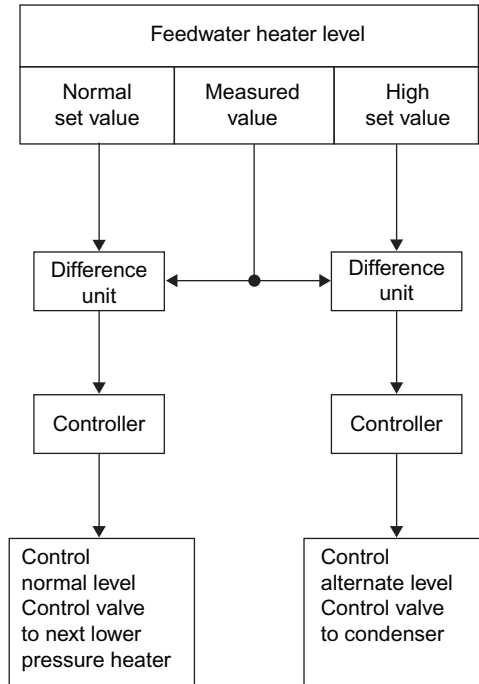 Feedwater heater level
Normal
set value
Measured
value
High
set value
Difference
unit
Difference
unit
Controller
Controller
Control
normal level
Control valve
to next lower
pressure heater
Control
alternate level
Control valve
to condenser